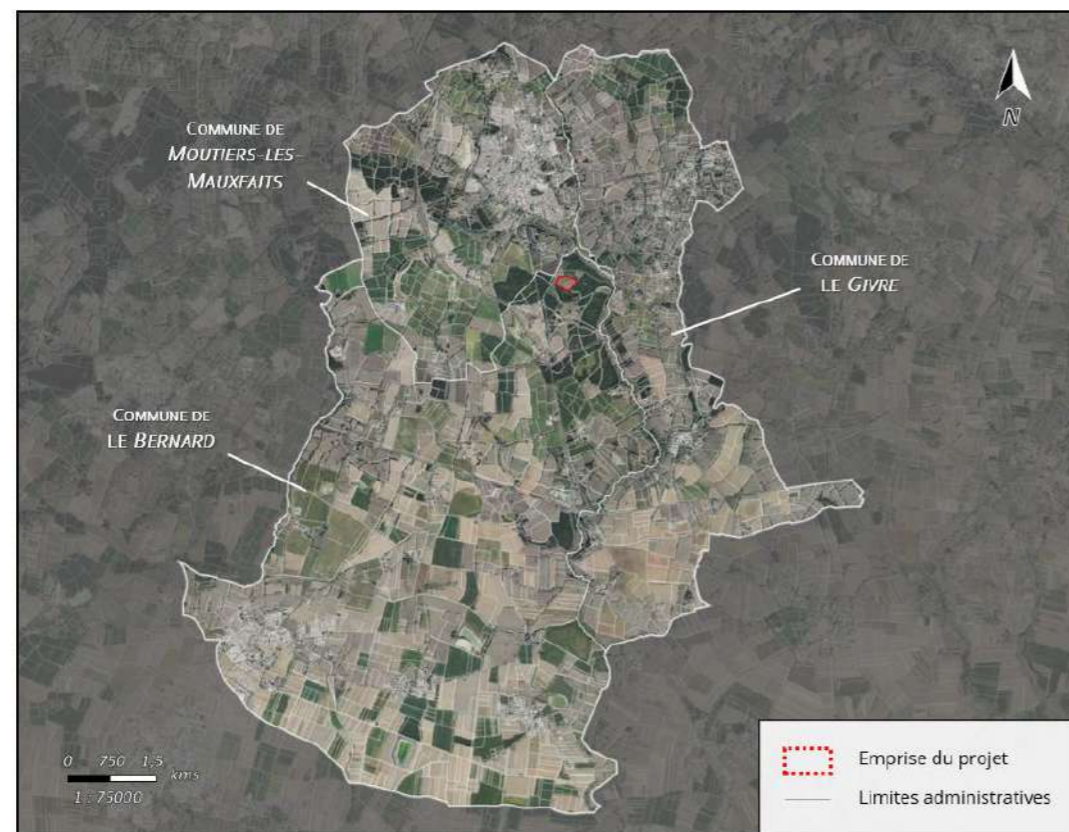 COMMUNE DE
MOUTIERS-LES-
MAUXFAITS
N
COMMUNE DE
LE GIVRE
COMMUNE DE
LE BERNARD
0 750 1,5
kms
1 : 75000
Emprise du projet
Limites administratives